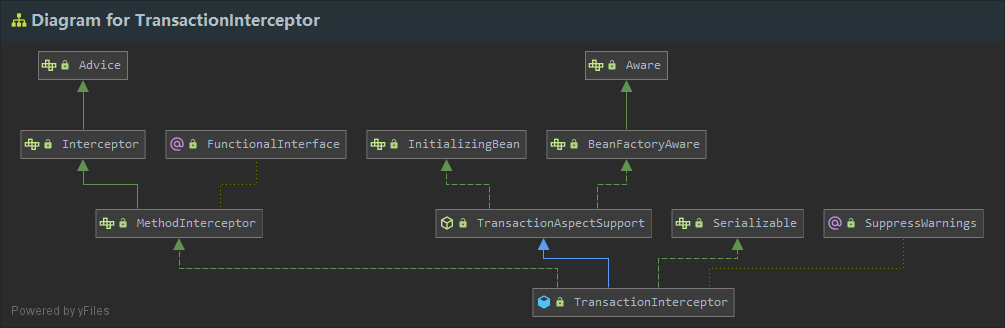 Diagram for TransactionInterceptor
Advice
Aware
Interceptor
FunctionalInterface
InitializingBean
BeanFactoryAware
MethodInterceptor
TransactionAspectSupport
Serializable
SuppressWarnings
TransactionInterceptor
Powered by yFiles